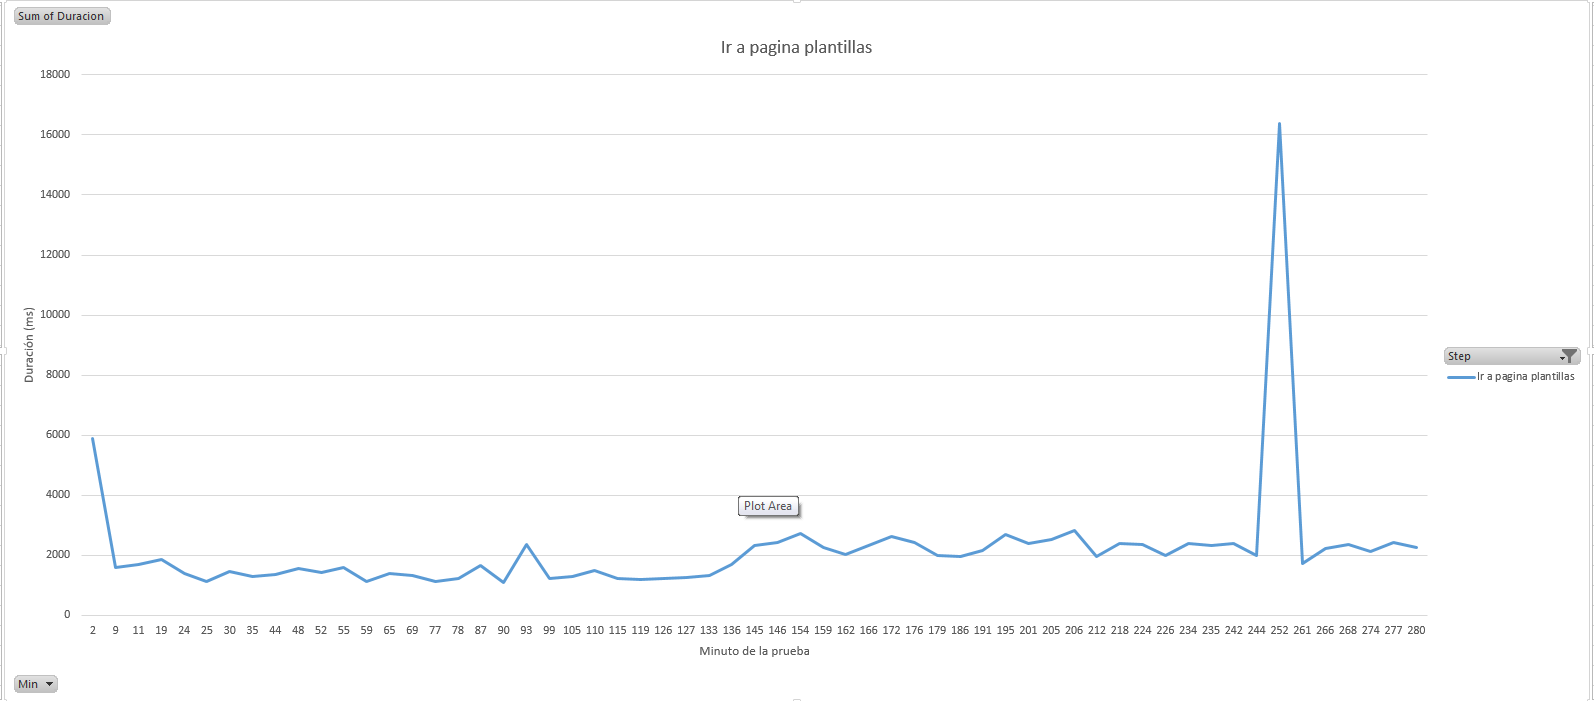 Sum of Duracion
Ir a pagina plantillas
18000
16000
14000
12000
10000
8000
6000
4000
2000
0
Duración (ms)
Plot Area
Step
Ir a pagina plantillas
2 9 11 19 24 25 30 35 44 48 52 55 59 65 69 77 78 87 90 93 99 105 110 115 119 126 127 133 136 145 146 154 159 162 166 172 176 179 186 191 195 201 205 206 212 218 224 226 234 235 242 244 252 261 266 268 274 277 280
Minuto de la prueba
Min